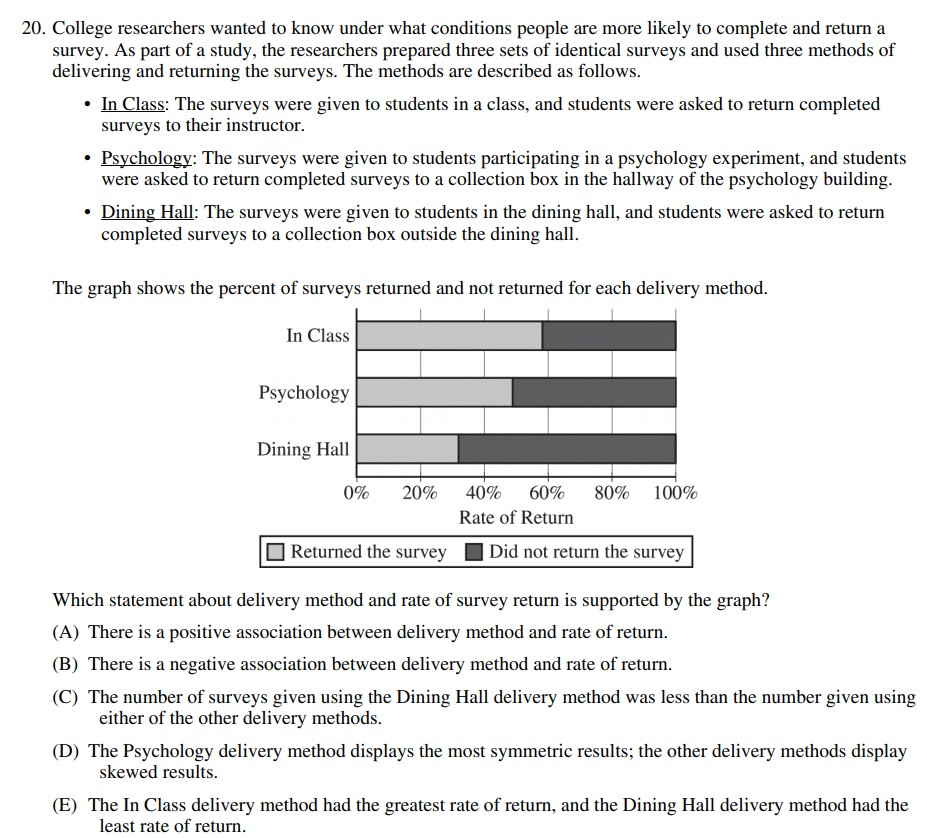 20. College researchers wanted to know under what conditions people are more likely to complete and return a
survey. As part of a study, the researchers prepared three sets of identical surveys and used three methods of
delivering and returning the surveys. The methods are described as follows.
• In Class: The surveys were given to students in a class, and students were asked to return completed
surveys to their instructor.
• Psychology: The surveys were given to students participating in a psychology experiment, and students
were asked to return completed surveys to a collection box in the hallway of the psychology building.
• Dining Hall: The surveys were given to students in the dining hall, and students were asked to return
completed surveys to a collection box outside the dining hall.
The graph shows the percent of surveys returned and not returned for each delivery method.
In Class
Psychology
Dining Hall
0% 20% 40% 60% 80% 100%
Rate of Return
Returned the survey Did not return the survey
Which statement about delivery method and rate of survey return is supported by the graph?
(A) There is a positive association between delivery method and rate of return.
(B) There is a negative association between delivery method and rate of return.
(C) The number of surveys given using the Dining Hall delivery method was less than the number given using
either of the other delivery methods.
(D) The Psychology delivery method displays the most symmetric results; the other delivery methods display
skewed results.
(E) The In Class delivery method had the greatest rate of return, and the Dining Hall delivery method had the
least rate of return.